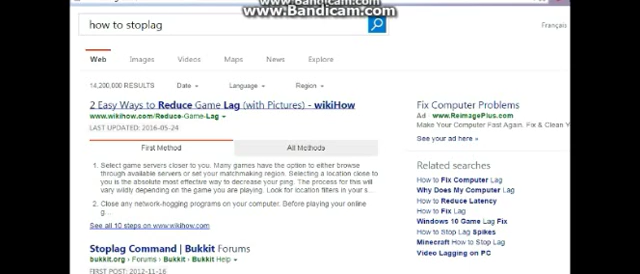 www.Bandicam.com
www.Bandicam.com
how to stoplag
Français
Web Images Videos Maps News Explore
14,200,000 RESULTS Date Language Region
2 Easy Ways to Reduce Game Lag (with Pictures) - wikiHow
www.wikihow.com/Reduce-Game-Lag
LAST UPDATED: 2016-05-24
First Method All Methods
1. Select game servers closer to you. Many games have the option to either browse
through available servers or set your matchmaking region. Selecting a location close to
you is the absolute most effective way to decrease your ping. The process for this will
vary wildly depending on the game you are playing. Look for location filters in your s...
2. Close any network-hogging programs on your computer. Before playing your online
g...
See all 10 steps on www.wikihow.com
Stoplag Command | Bukkit Forums
bukkit.org › Forums › Bukkit › Bukkit Help
FIRST POST: 2012-11-16
Fix Computer Problems
Ad · www.ReimagePlus.com
Make Your Computer Fast Again. Fix & Clean Y
See your ad here »
Related searches
How to Fix Computer Lag
Why Does My Computer Lag
How to Reduce Latency
How to Fix Lag
Windows 10 Game Lag Fix
How to Stop Lag Spikes
Minecraft How to Stop Lag
Video Lagging on PC